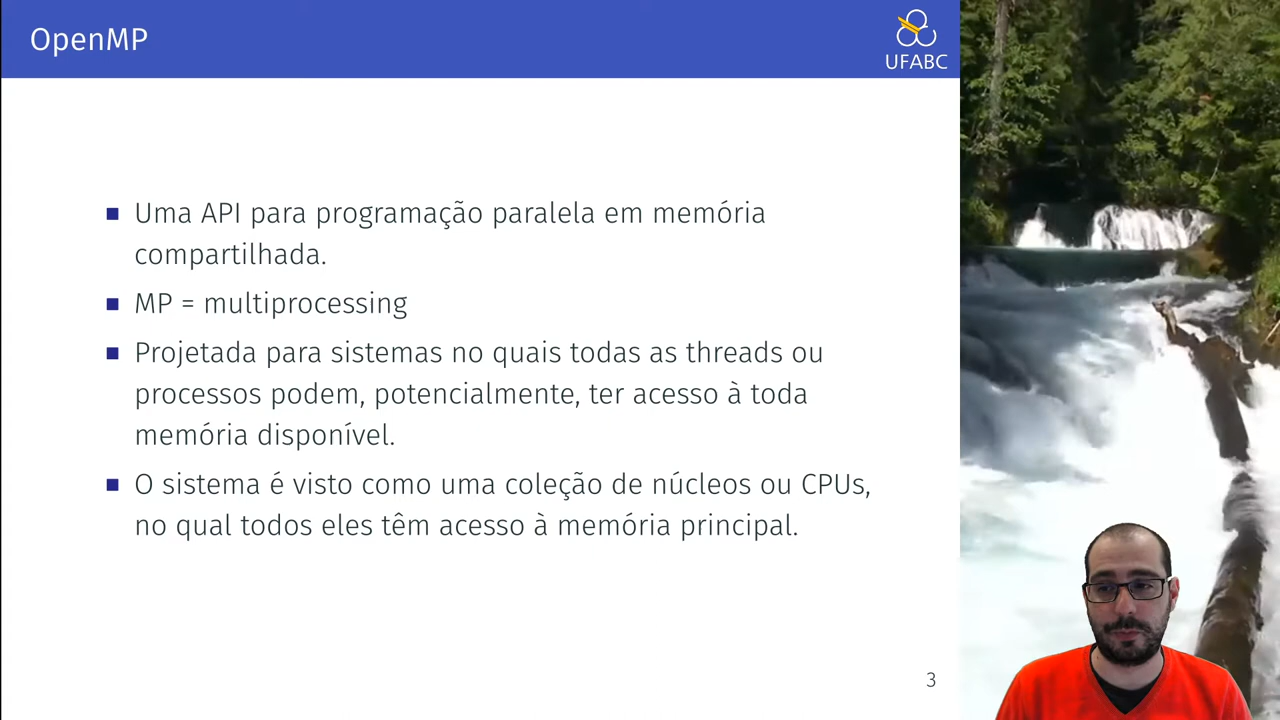 OpenMP
UFABC
Uma API para programação paralela em memória
compartilhada.
MP = multiprocessing
Projetada para sistemas no quais todas as threads ou
processos podem, potencialmente, ter acesso à toda
memória disponível.
O sistema é visto como uma coleção de núcleos ou CPUs,
no qual todos eles têm acesso à memória principal.
3